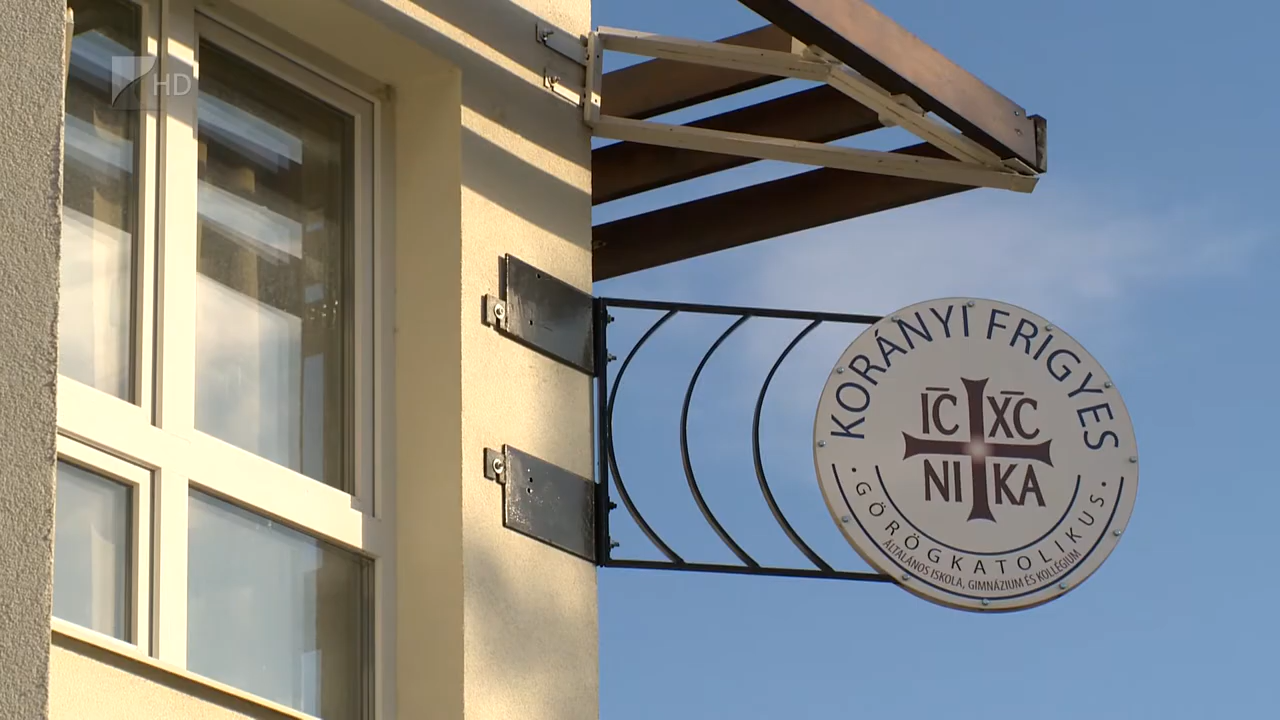 HD
KORÁNYI FRIGYES
IC XC
NI KA
· GÖRÖGKATOLIKUS ·
ÁLTALÁNOS ISKOLA, GIMNÁZIUM ÉS KOLLÉGIUM